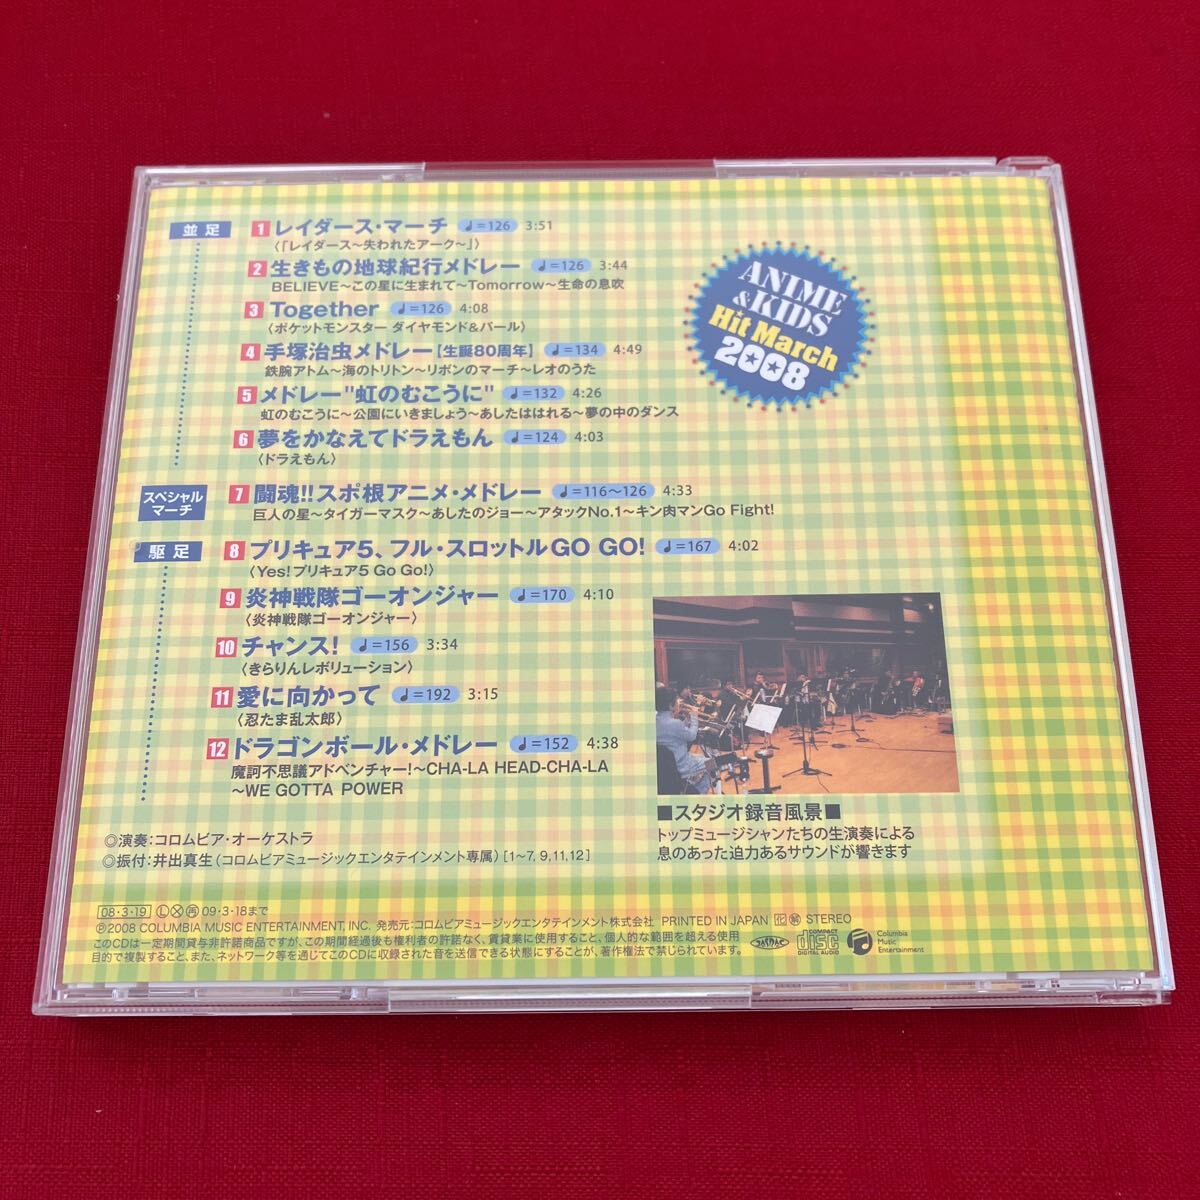 並足
1 レイダース・マーチ ♩=126 3:51
〈『レイダース〜失われたアーク〜』〉
2 生きもの地球紀行メドレー ♩=126 3:44
BELIEVE〜この星に生まれて〜Tomorrow〜生命の息吹
3 Together ♩=126 4:08
〈ポケットモンスター ダイヤモンド&パール〉
4 手塚治虫メドレー[生誕80周年] ♩=134 4:49
鉄腕アトム〜海のトリトン〜リボンのマーチ〜レオのうた
5 メドレー"虹のむこうに" ♩=132 4:26
虹のむこうに〜公園にいきましょう〜あしたははれる〜夢の中のダンス
6 夢をかなえてドラえもん ♩=124 4:03
〈ドラえもん〉
スペシャル
マーチ
7 闘魂!!スポ根アニメ・メドレー ♩=116〜126 4:33
巨人の星〜タイガーマスク〜あしたのジョー〜アタックNo.1〜キン肉マンGo Fight!
駆足
8 プリキュア5、フル・スロットルGO GO! ♩=167 4:02
〈Yes!プリキュア5 Go Go!〉
9 炎神戦隊ゴーオンジャー ♩=170 4:10
〈炎神戦隊ゴーオンジャー〉
10 チャンス! ♩=156 3:34
〈きらりんレボリューション〉
11 愛に向かって ♩=192 3:15
〈忍たま乱太郎〉
12 ドラゴンボール・メドレー ♩=152 4:38
魔訶不思議アドベンチャー!〜CHA-LA HEAD-CHA-LA
〜WE GOTTA POWER
ANIME
&KIDS
Hit March
2008
■スタジオ録音風景■
トップミュージシャンたちの生演奏による
息のあった迫力あるサウンドが響きます
◎演奏:コロムビア・オーケストラ
◎振付:井出真生(コロムビアミュージックエンタテインメント専属)[1〜7,9,11,12]
08・3・19 Ⓛ Ⓧ 再 09・3・18まで
℗2008 COLUMBIA MUSIC ENTERTAINMENT, INC. 発売元:コロムビアミュージックエンタテインメント株式会社 PRINTED IN JAPAN STEREO
このCDは一定期間貸与非許諾商品ですが、この期間経過後も権利者の許諾なく、賃貸業に使用すること、個人的な範囲を超える使用
目的で複製すること、また、ネットワーク等を通じてこのCDに収録された音を送信できる状態にすることが、著作権法で禁じられています。
JASRAC
COMPACT
disc
DIGITAL AUDIO
Columbia
Music
Entertainment